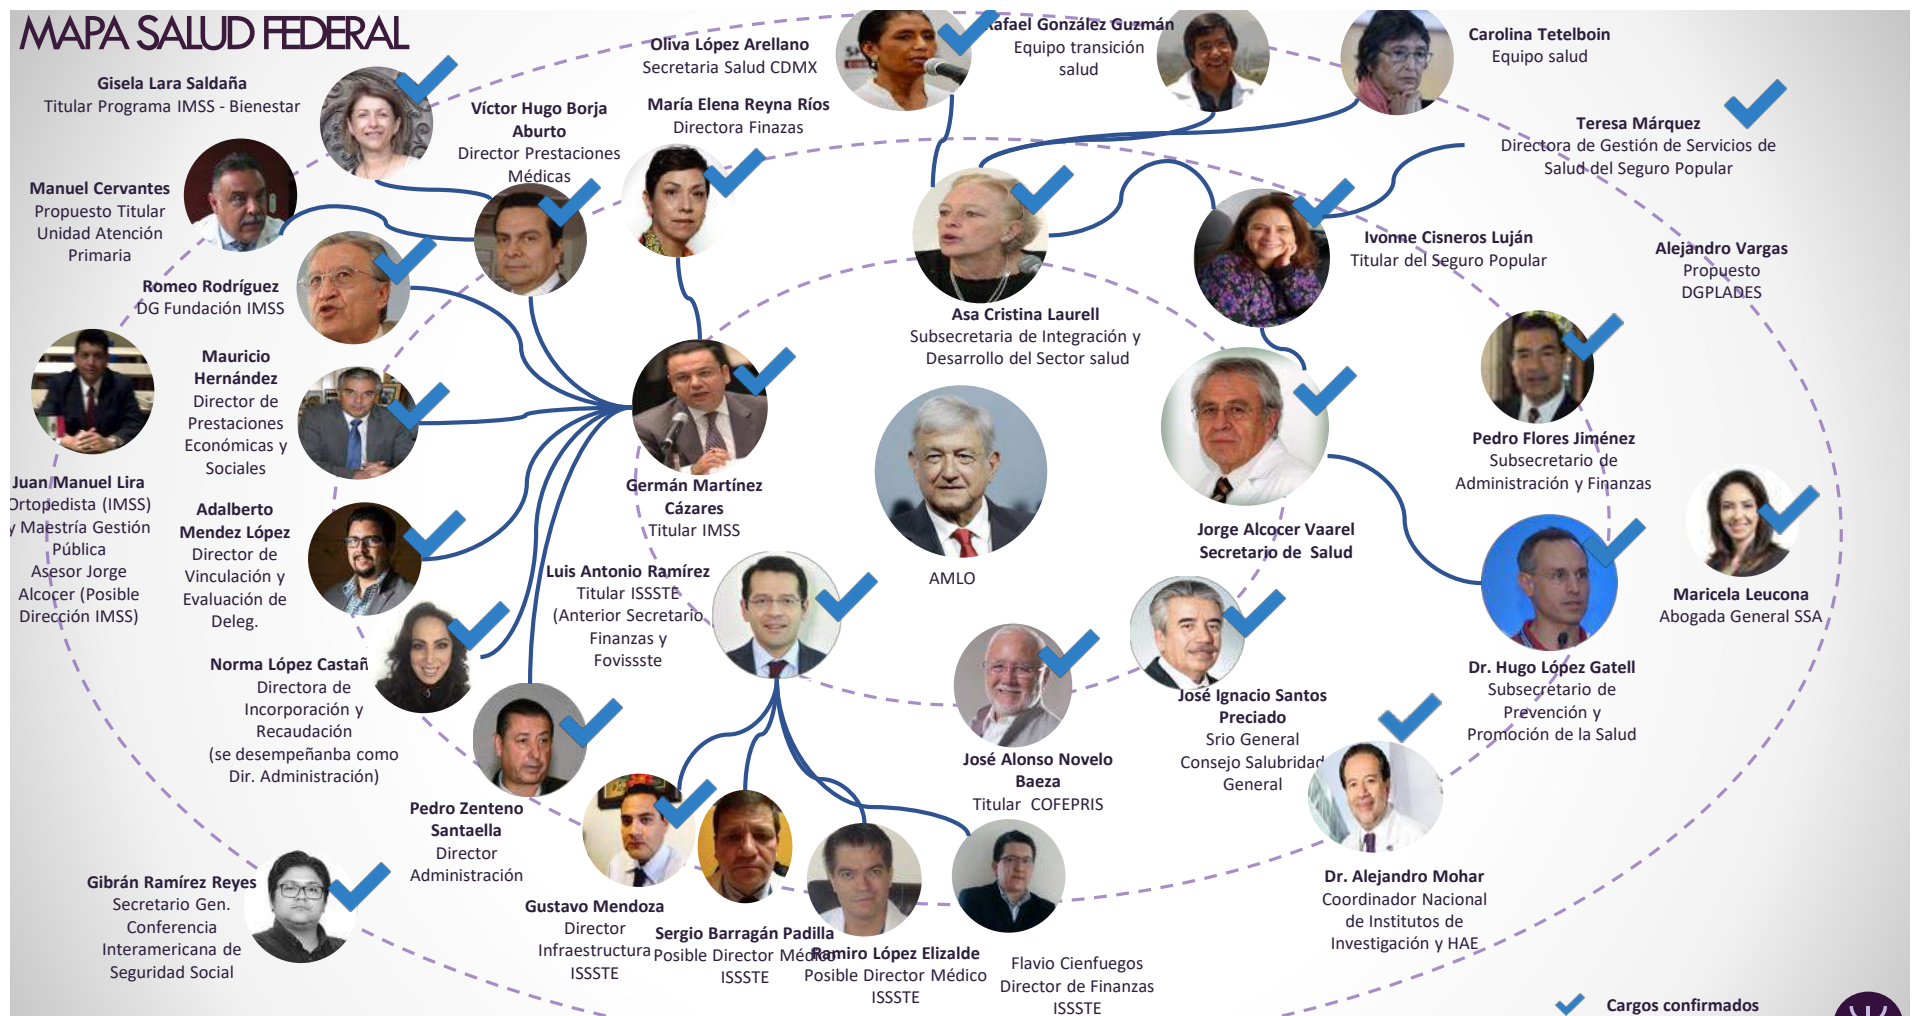 MAPA SALUD FEDERAL
Gisela Lara Saldaña
Titular Programa IMSS - Bienestar
Víctor Hugo Borja
Aburto
Director Prestaciones
Médicas
Oliva López Arellano
Secretaria Salud CDMX
María Elena Reyna Ríos
Directora Finazas
Rafael González Guzmán
Equipo transición
salud
Carolina Tetelboin
Equipo salud
Teresa Márquez
Directora de Gestión de Servicios de
Salud del Seguro Popular
Manuel Cervantes
Propuesto Titular
Unidad Atención
Primaria
Romeo Rodríguez
DG Fundación IMSS
Ivonne Cisneros Luján
Titular del Seguro Popular
Alejandro Vargas
Propuesto
DGPLADES
Asa Cristina Laurell
Subsecretaria de Integración y
Desarrollo del Sector salud
Mauricio
Hernández
Director de
Prestaciones
Económicas y
Sociales
Pedro Flores Jiménez
Subsecretario de
Administración y Finanzas
Juan Manuel Lira
Ortopedista (IMSS)
y Maestría Gestión
Pública
Asesor Jorge
Alcocer (Posible
Dirección IMSS)
Germán Martínez
Cázares
Titular IMSS
Adalberto
Mendez López
Director de
Vinculación y
Evaluación de
Deleg.
Jorge Alcocer Vaarel
Secretario de Salud
AMLO
Luis Antonio Ramírez
Titular ISSSTE
(Anterior Secretario
Finanzas y
Fovissste
Maricela Leucona
Abogada General SSA
Norma López Castañ
Directora de
Incorporación y
Recaudación
(se desempeñanba como
Dir. Administración)
Dr. Hugo López Gatell
Subsecretario de
Prevención y
Promoción de la Salud
José Ignacio Santos
Preciado
Srio General
Consejo Salubridad
General
José Alonso Novelo
Baeza
Titular COFEPRIS
Pedro Zenteno
Santaella
Director
Administración
Gibrán Ramírez Reyes
Secretario Gen.
Conferencia
Interamericana de
Seguridad Social
Gustavo Mendoza
Director
Infraestructura
ISSSTE
Sergio Barragán Padilla
Posible Director Médico
ISSSTE
Ramiro López Elizalde
Posible Director Médico
ISSSTE
Flavio Cienfuegos
Director de Finanzas
ISSSTE
Dr. Alejandro Mohar
Coordinador Nacional
de Institutos de
Investigación y HAE
Cargos confirmados